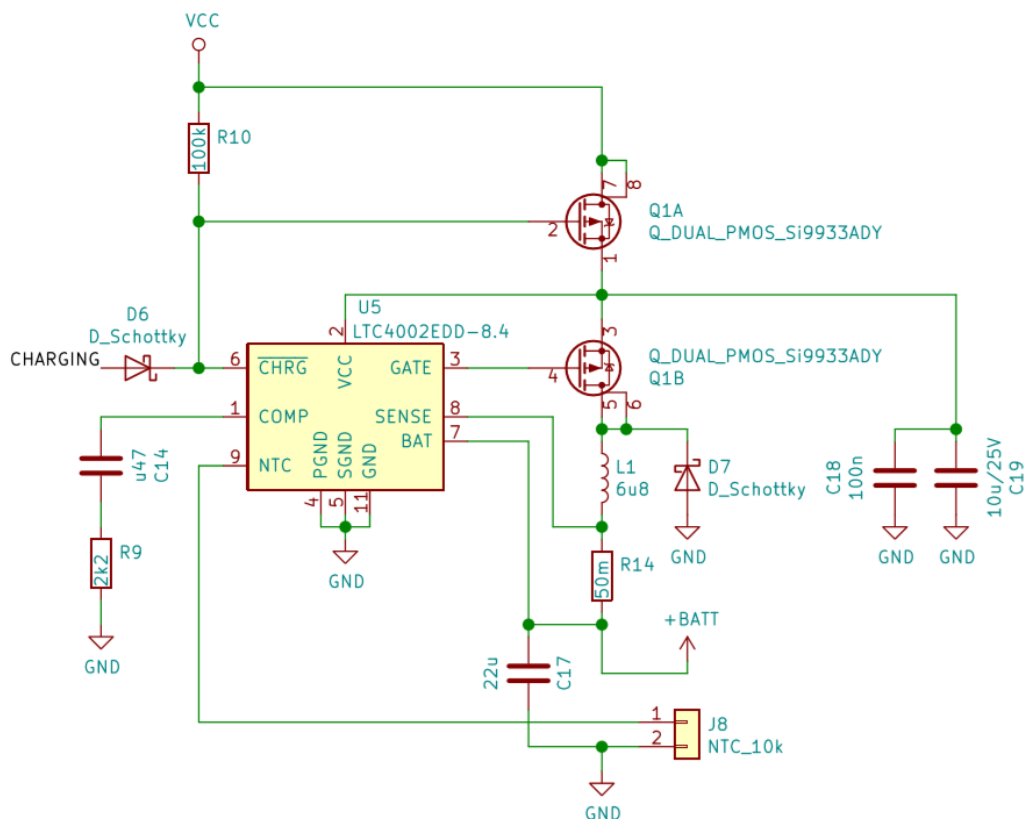 VCC
R10
100k
7
8
2
1
Q1A
Q_DUAL_PMOS_Si9933ADY
D6
D_Schottky
CHARGING
U5
LTC4002EDD-8.4
2
6
CHRG
VCC
GATE
3
1
COMP
SENSE
8
BAT
7
9
NTC
PGND
SGND
GND
4
5
11
GND
3
4
5
6
Q_DUAL_PMOS_Si9933ADY
Q1B
u47
C14
R9
2k2
GND
L1
6u8
D7
D_Schottky
GND
C18
100n
GND
10u/25V
C19
GND
R14
50m
+BATT
22u
C17
1
2
J8
NTC_10k
GND